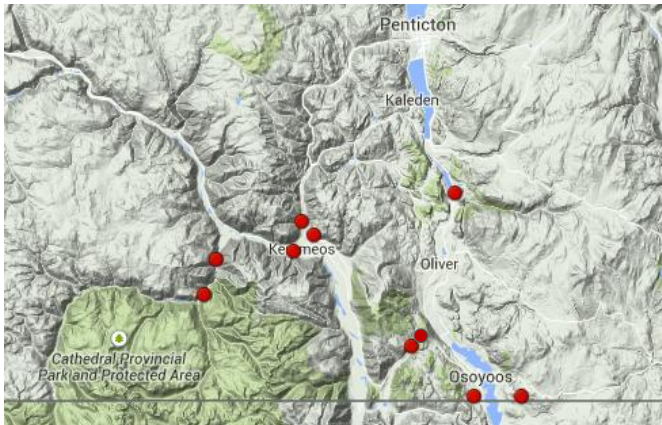 Penticton
Kaleden
Keremeos
Oliver
Cathedral Provincial
Park and Protected Area
Osoyoos